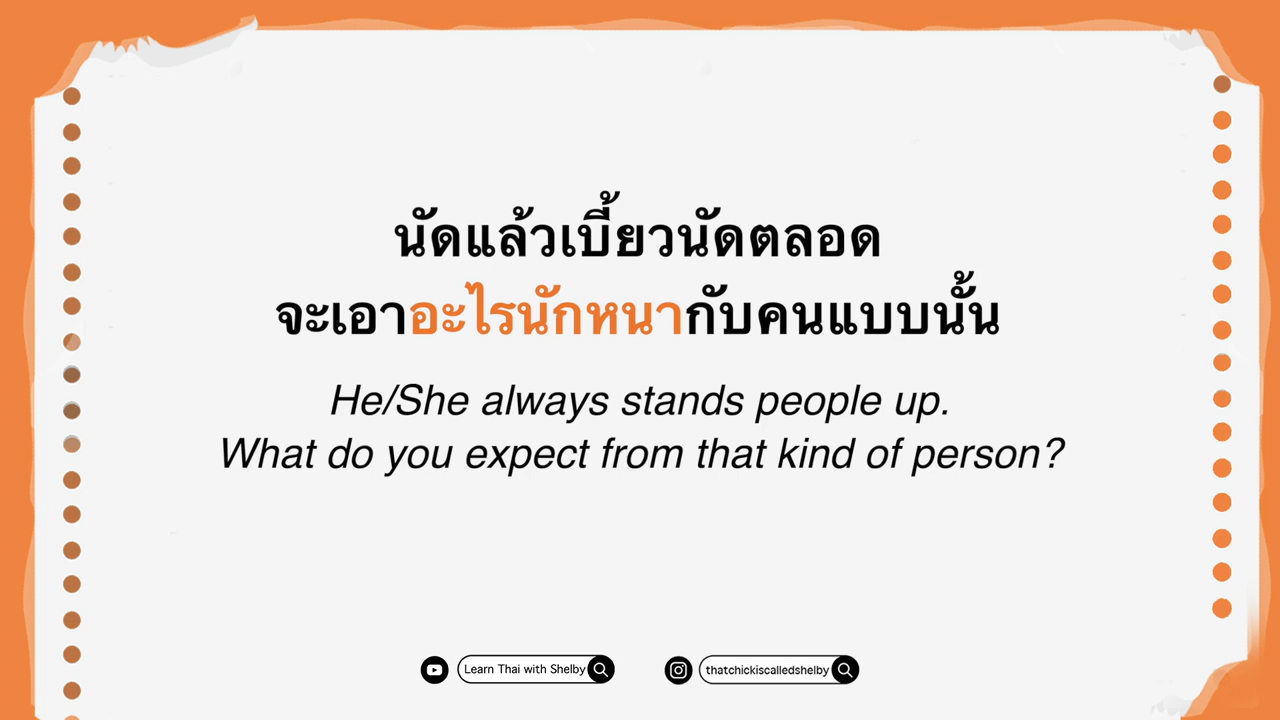 นัดแล้วเบี้ยวนัดตลอด
จะเอาอะไรนักหนากับคนแบบนั้น
He/She always stands people up.
What do you expect from that kind of person?
Learn Thai with Shelby
thatchickiscalledshelby